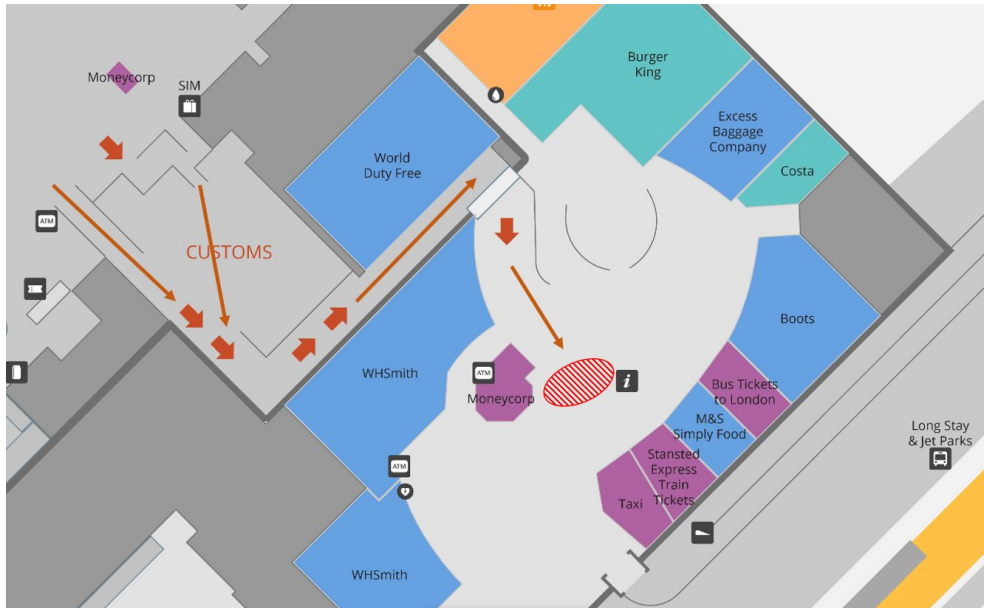 Moneycorp
SIM
ATM
CUSTOMS
World
Duty Free
Burger
King
Excess
Baggage
Company
Costa
Boots
WHSmith
ATM
Moneycorp
i
Bus Tickets
to London
M&S
Simply Food
Stansted
Express
Train
Tickets
Taxi
Long Stay
& Jet Parks
ATM
WHSmith